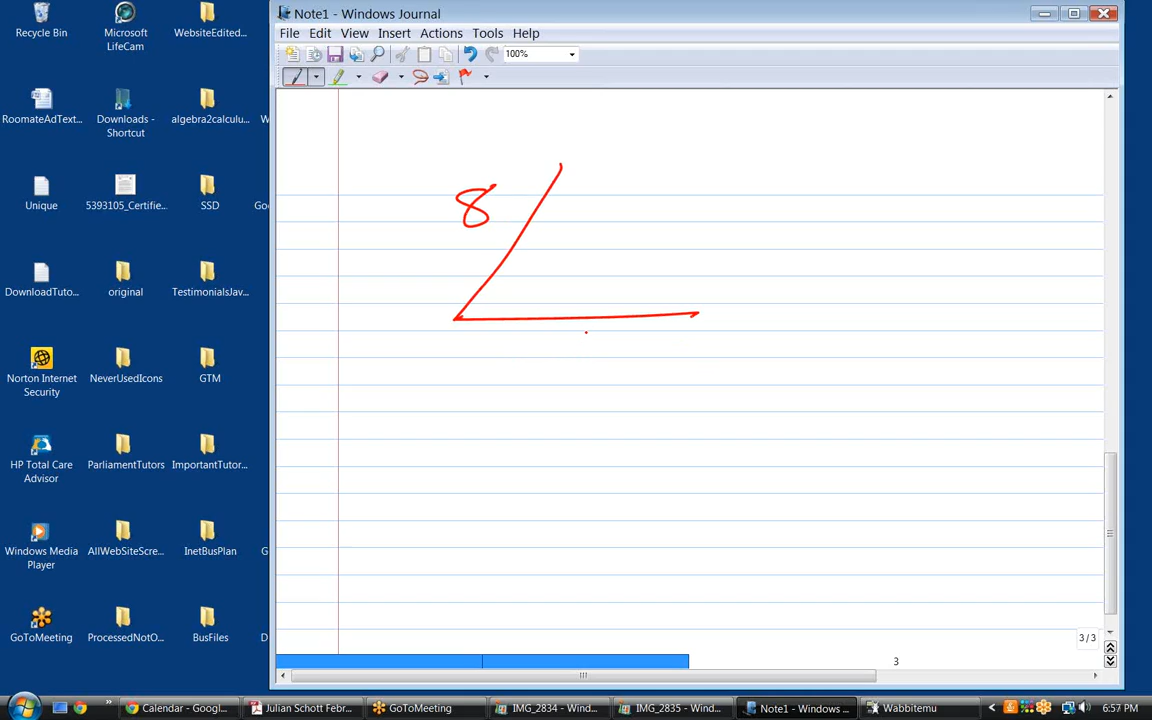 Note1 - Windows Journal
File Edit View Insert Actions Tools Help
100%
8
3/3
3
Recycle Bin
Microsoft
LifeCam
WebsiteEdited...
RoomateAdText...
Downloads -
Shortcut
algebra2calculu...
W
Unique
5393105_Certifie...
SSD
Go
DownloadTuto...
original
TestimonialsJav...
Norton Internet
Security
NeverUsedIcons
GTM
HP Total Care
Advisor
ParliamentTutors
ImportantTutor...
Windows Media
Player
AllWebSiteScre...
InetBusPlan
G
GoToMeeting
ProcessedNotO...
BusFiles
D
Calendar - Googl...
Julian Schott Febr...
GoToMeeting
IMG_2834 - Wind...
IMG_2835 - Wind...
Note1 - Windows ...
Wabbitemu
6:57 PM